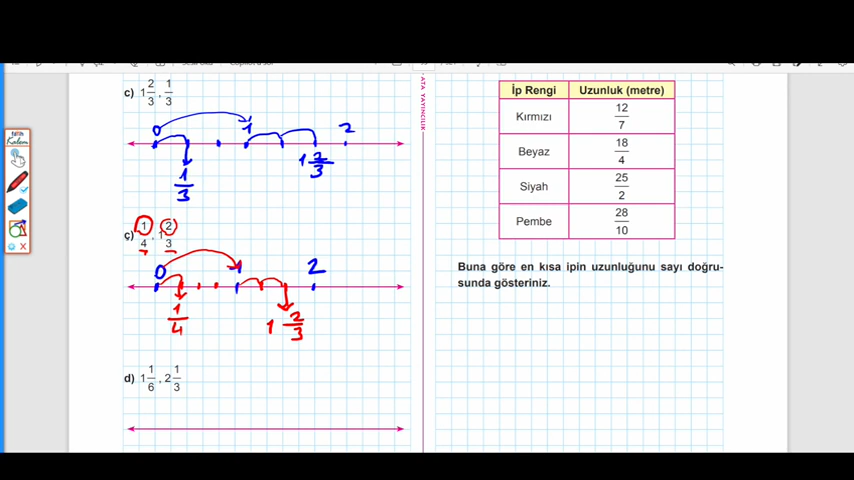 c) 1 2/3 , 1/3
0 1 2
1/3 1 2/3
ç) 1/4 , 1 2/3
0 1 2
1/4 1 2/3
d) 1 1/6 , 2 1/3
ATA YAYINCILIK
Kalem
İp Rengi Uzunluk (metre)
Kırmızı 12/7
Beyaz 18/4
Siyah 25/2
Pembe 28/10
Buna göre en kısa ipin uzunluğunu sayı doğru-
sunda gösteriniz.